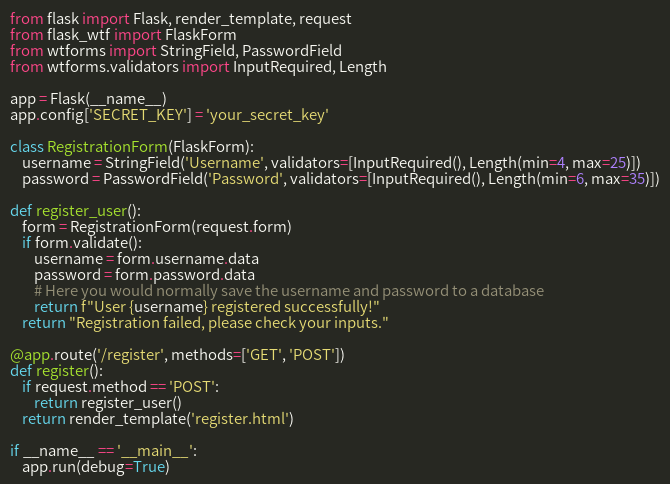 from flask import Flask, render_template, request
from flask_wtf import FlaskForm
from wtforms import StringField, PasswordField
from wtforms.validators import InputRequired, Length

app = Flask(__name__)
app.config['SECRET_KEY'] = 'your_secret_key'

class RegistrationForm(FlaskForm):
    username = StringField('Username', validators=[InputRequired(), Length(min=4, max=25)])
    password = PasswordField('Password', validators=[InputRequired(), Length(min=6, max=35)])

def register_user():
    form = RegistrationForm(request.form)
    if form.validate():
        username = form.username.data
        password = form.password.data
        # Here you would normally save the username and password to a database
        return f"User {username} registered successfully!"
    return "Registration failed, please check your inputs."

@app.route('/register', methods=['GET', 'POST'])
def register():
    if request.method == 'POST':
        return register_user()
    return render_template('register.html')

if __name__ == '__main__':
    app.run(debug=True)